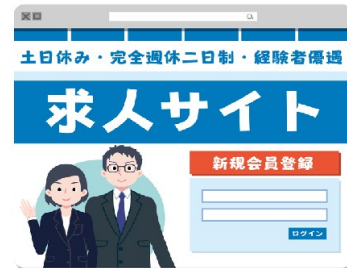 土日休み・完全週休二日制・経験者優遇
求人サイト
新規会員登録
ログイン